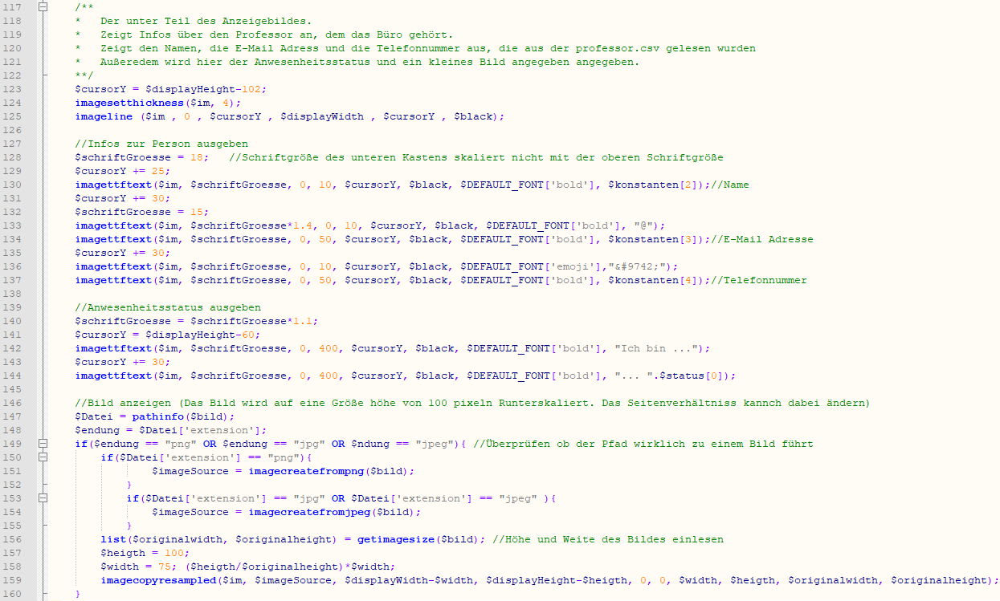 117 /**
118 * Der unter Teil des Anzeigebildes.
119 * Zeigt Infos über den Professor an, dem das Büro gehört.
120 * Zeigt den Namen, die E-Mail Adress und die Telefonnummer aus, die aus der professor.csv gelesen wurden
121 * Außeredem wird hier der Anwesenheitsstatus und ein kleines Bild angegeben angegeben.
122 **/
123 $cursorY = $displayHeight-102;
124 imagesetthickness($im, 4);
125 imageline ($im , 0 , $cursorY , $displayWidth , $cursorY , $black);
126
127 //Infos zur Person ausgeben
128 $schriftGroesse = 18; //Schriftgröße des unteren Kastens skaliert nicht mit der oberen Schriftgröße
129 $cursorY += 25;
130 imagettftext($im, $schriftGroesse, 0, 10, $cursorY, $black, $DEFAULT_FONT['bold'], $konstanten[2]);//Name
131 $cursorY += 30;
132 $schriftGroesse = 15;
133 imagettftext($im, $schriftGroesse*1.4, 0, 10, $cursorY, $black, $DEFAULT_FONT['bold'], "@");
134 imagettftext($im, $schriftGroesse, 0, 50, $cursorY, $black, $DEFAULT_FONT['bold'], $konstanten[3]);//E-Mail Adresse
135 $cursorY += 30;
136 imagettftext($im, $schriftGroesse, 0, 10, $cursorY, $black, $DEFAULT_FONT['emoji'],"&#9742;");
137 imagettftext($im, $schriftGroesse, 0, 50, $cursorY, $black, $DEFAULT_FONT['bold'], $konstanten[4]);//Telefonnummer
138
139 //Anwesenheitsstatus ausgeben
140 $schriftGroesse = $schriftGroesse*1.1;
141 $cursorY = $displayHeight-60;
142 imagettftext($im, $schriftGroesse, 0, 400, $cursorY, $black, $DEFAULT_FONT['bold'], "Ich bin ...");
143 $cursorY += 30;
144 imagettftext($im, $schriftGroesse, 0, 400, $cursorY, $black, $DEFAULT_FONT['bold'], "... ".$status[0]);
145
146 //Bild anzeigen (Das Bild wird auf eine Größe höhe von 100 pixeln Runterskaliert. Das Seitenverhältniss kannch dabei ändern)
147 $Datei = pathinfo($bild);
148 $endung = $Datei['extension'];
149 if($endung == "png" OR $endung == "jpg" OR $ndung == "jpeg"){ //Überprüfen ob der Pfad wirklich zu einem Bild führt
150 if($Datei['extension'] == "png"){
151 $imageSource = imagecreatefrompng($bild);
152 }
153 if($Datei['extension'] == "jpg" OR $Datei['extension'] == "jpeg" ){
154 $imageSource = imagecreatefromjpeg($bild);
155 }
156 list($originalwidth, $originalheight) = getimagesize($bild); //Höhe und Weite des Bildes einlesen
157 $heigth = 100;
158 $width = 75; ($heigth/$originalheight)*$width;
159 imagecopyresampled($im, $imageSource, $displayWidth-$width, $displayHeight-$heigth, 0, 0, $width, $heigth, $originalwidth, $originalheight);
160 }